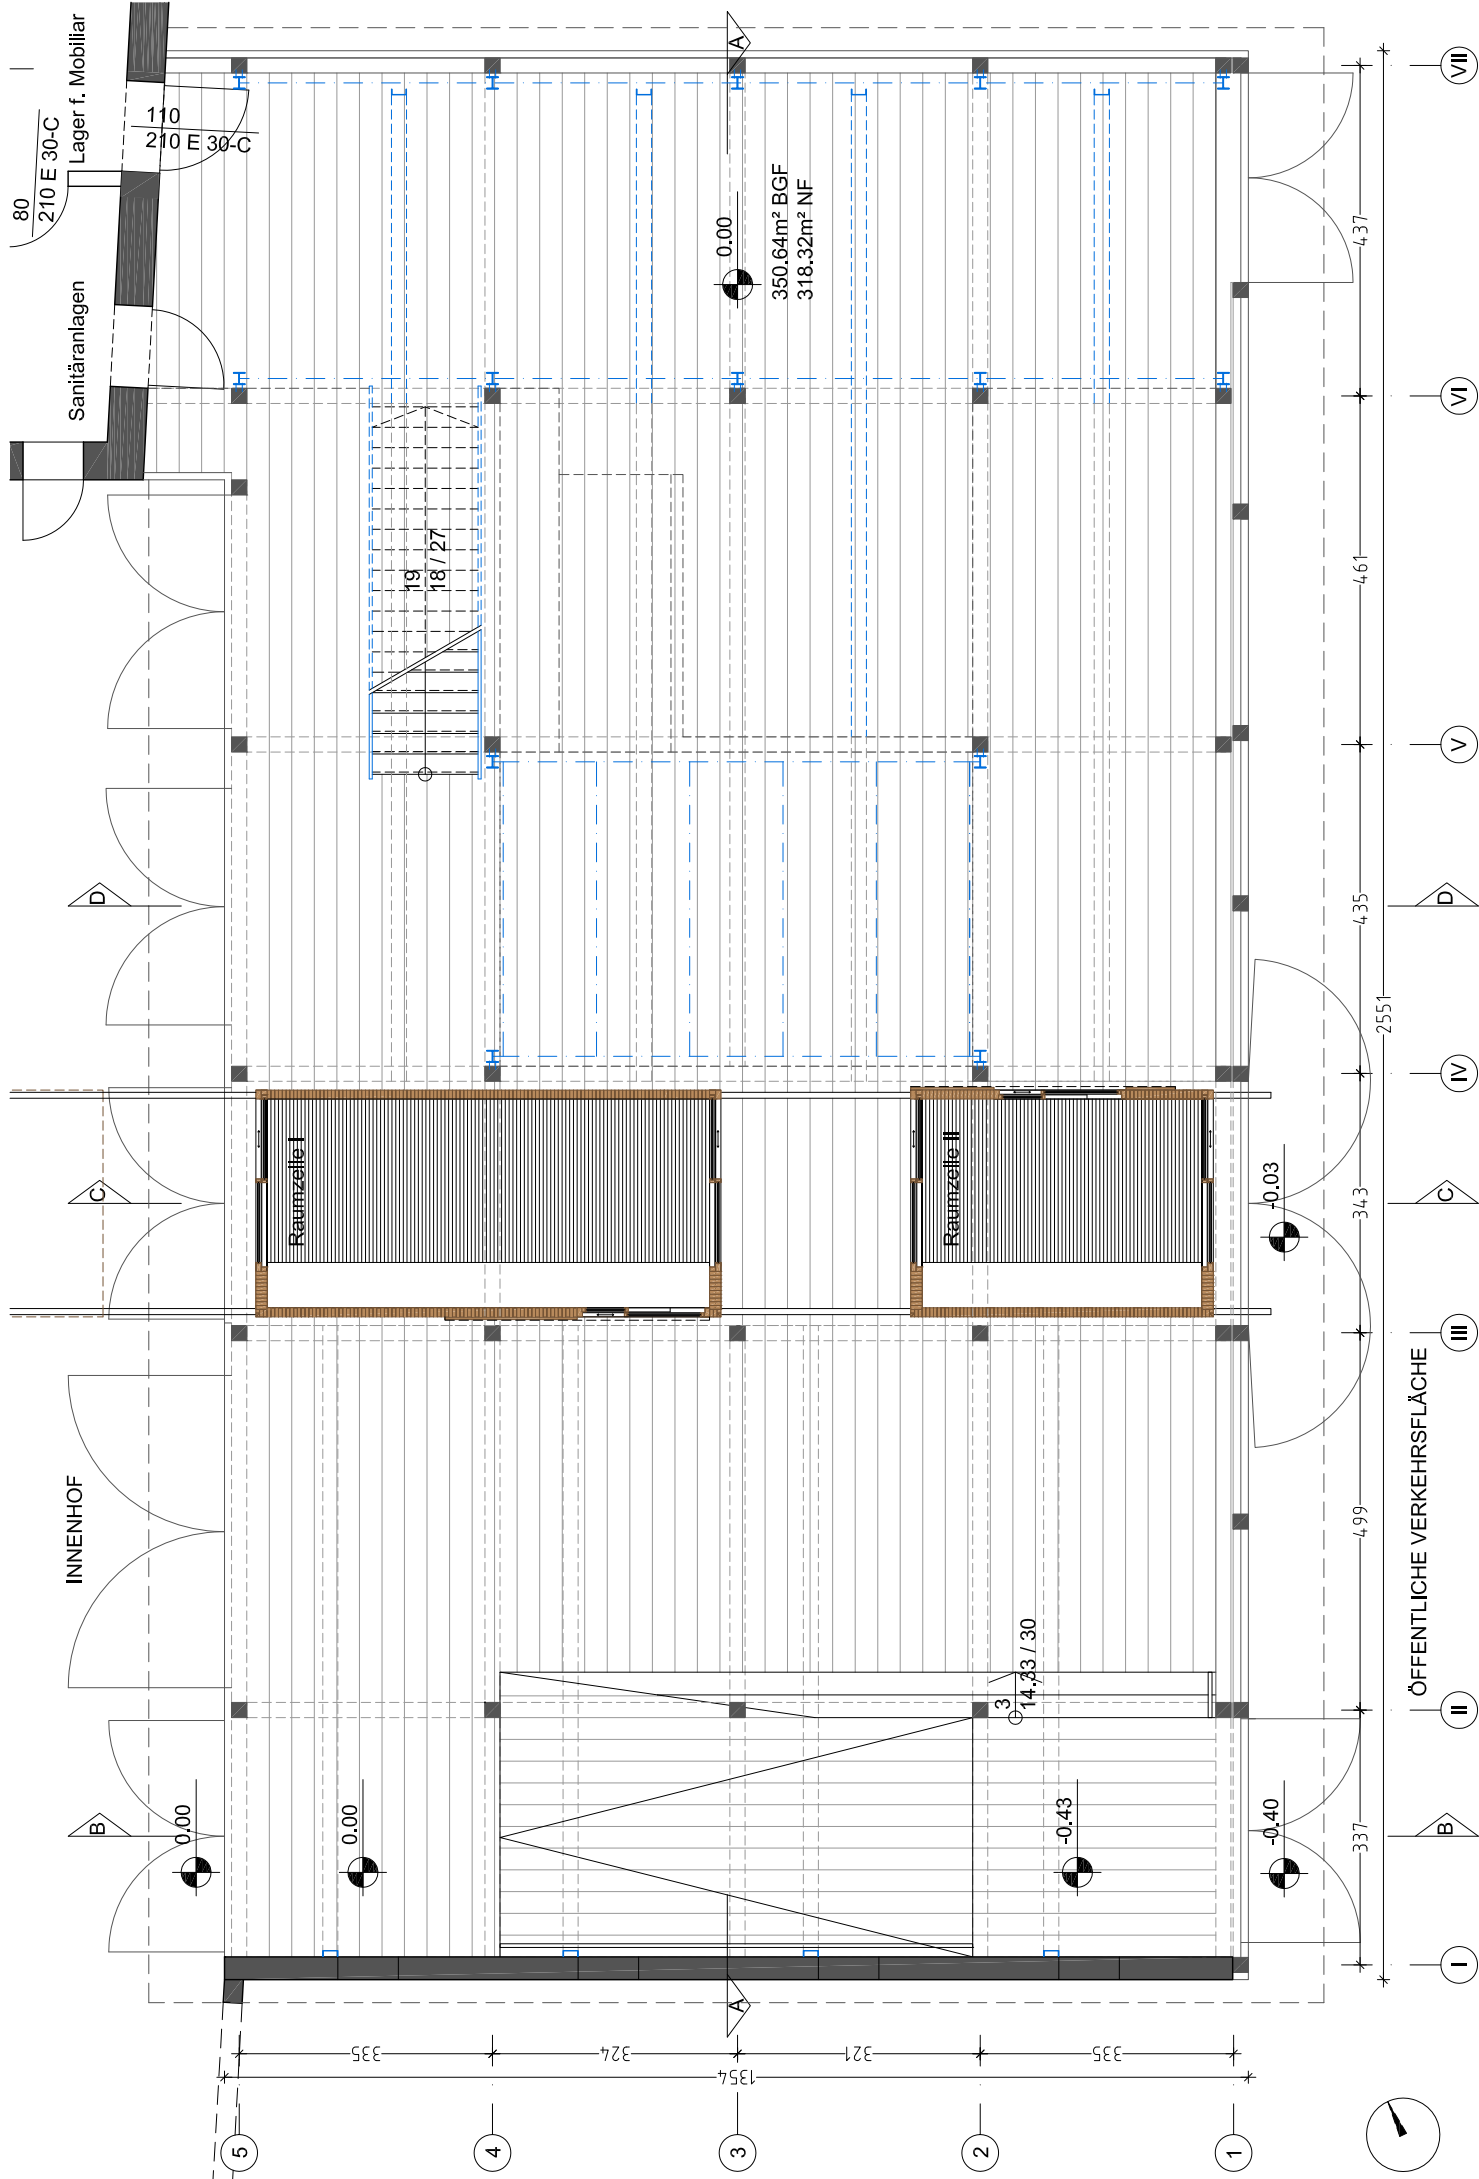 80
210 E 30-C
Lager f. Mobiliar
110
210 E 30-C
Sanitäranlagen
A
0.00
350.64m² BGF
318.32m² NF
19
18 / 27
D
D
C
C
B
B
Raumzelle I
Raumzelle II
-0.03
INNENHOF
ÖFFENTLICHE VERKEHRSFLÄCHE
3
14.33 / 30
0.00
0.00
-0.43
-0.40
A
437
461
435
343
499
337
2551
VII
VI
V
IV
III
II
I
335
324
321
335
1354
5
4
3
2
1